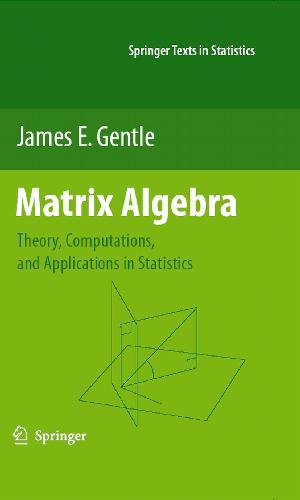 Springer Texts in Statistics
James E. Gentle
Matrix Algebra
Theory, Computations,
and Applications in Statistics
Springer